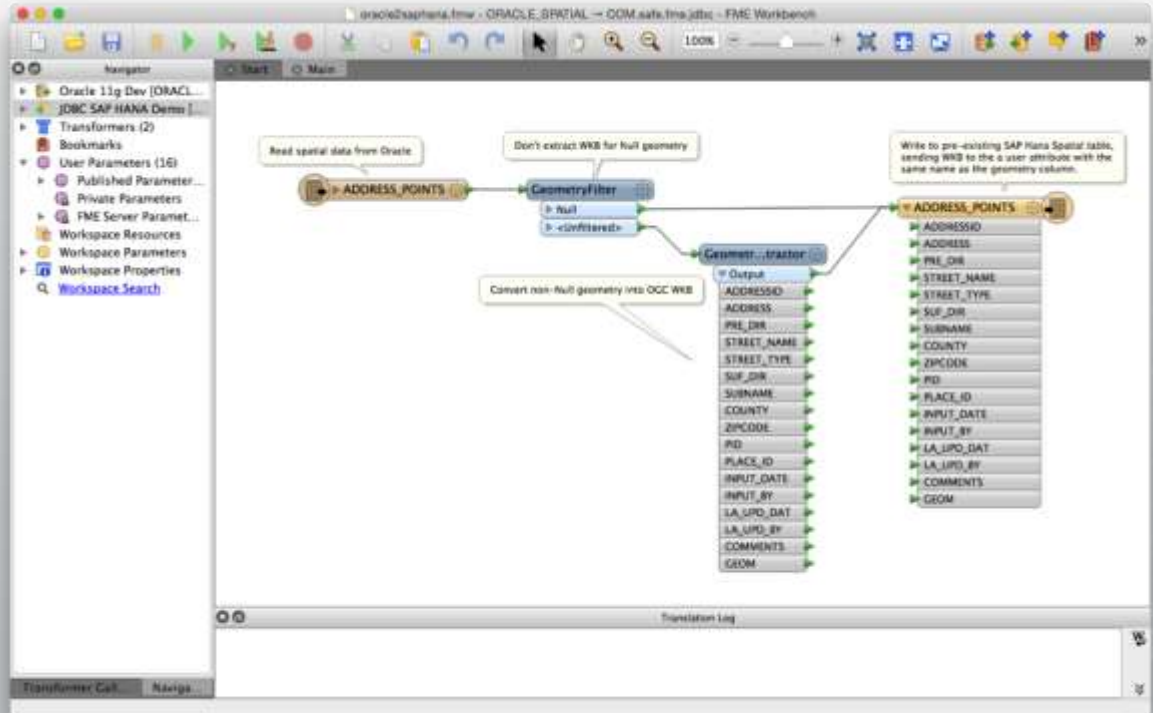 oracle2saphana.fmw - ORACLE_SPATIAL → COM.safe.fme.jdbc - FME Workbench
100%
Navigator
Start
Main
Oracle 11g Dev [ORACL...
JDBC SAP HANA Demo [...
Transformers (2)
Bookmarks
User Parameters (16)
Published Parameter...
Private Parameters
FME Server Paramet...
Workspace Resources
Workspace Parameters
Workspace Properties
Workspace Search
Read spatial data from Oracle
ADDRESS_POINTS
Don't extract WKB for Null geometry
GeometryFilter
Null
<Unfiltered>
Convert non-Null geometry into OGC WKB
Geometr...tractor
Output
ADDRESSID
ADDRESS
PRE_DIR
STREET_NAME
STREET_TYPE
SUF_DIR
SUBNAME
COUNTY
ZIPCODE
PID
PLACE_ID
INPUT_DATE
INPUT_BY
LA_UPD_DAT
LA_UPD_BY
COMMENTS
GEOM
Write to pre-existing SAP Hana Spatial table,
sending WKB to the a user attribute with the
same name as the geometry column.
ADDRESS_POINTS
ADDRESSID
ADDRESS
PRE_DIR
STREET_NAME
STREET_TYPE
SUF_DIR
SUBNAME
COUNTY
ZIPCODE
PID
PLACE_ID
INPUT_DATE
INPUT_BY
LA_UPD_DAT
LA_UPD_BY
COMMENTS
GEOM
Translation Log
W
Transformer Gall...
Naviga...